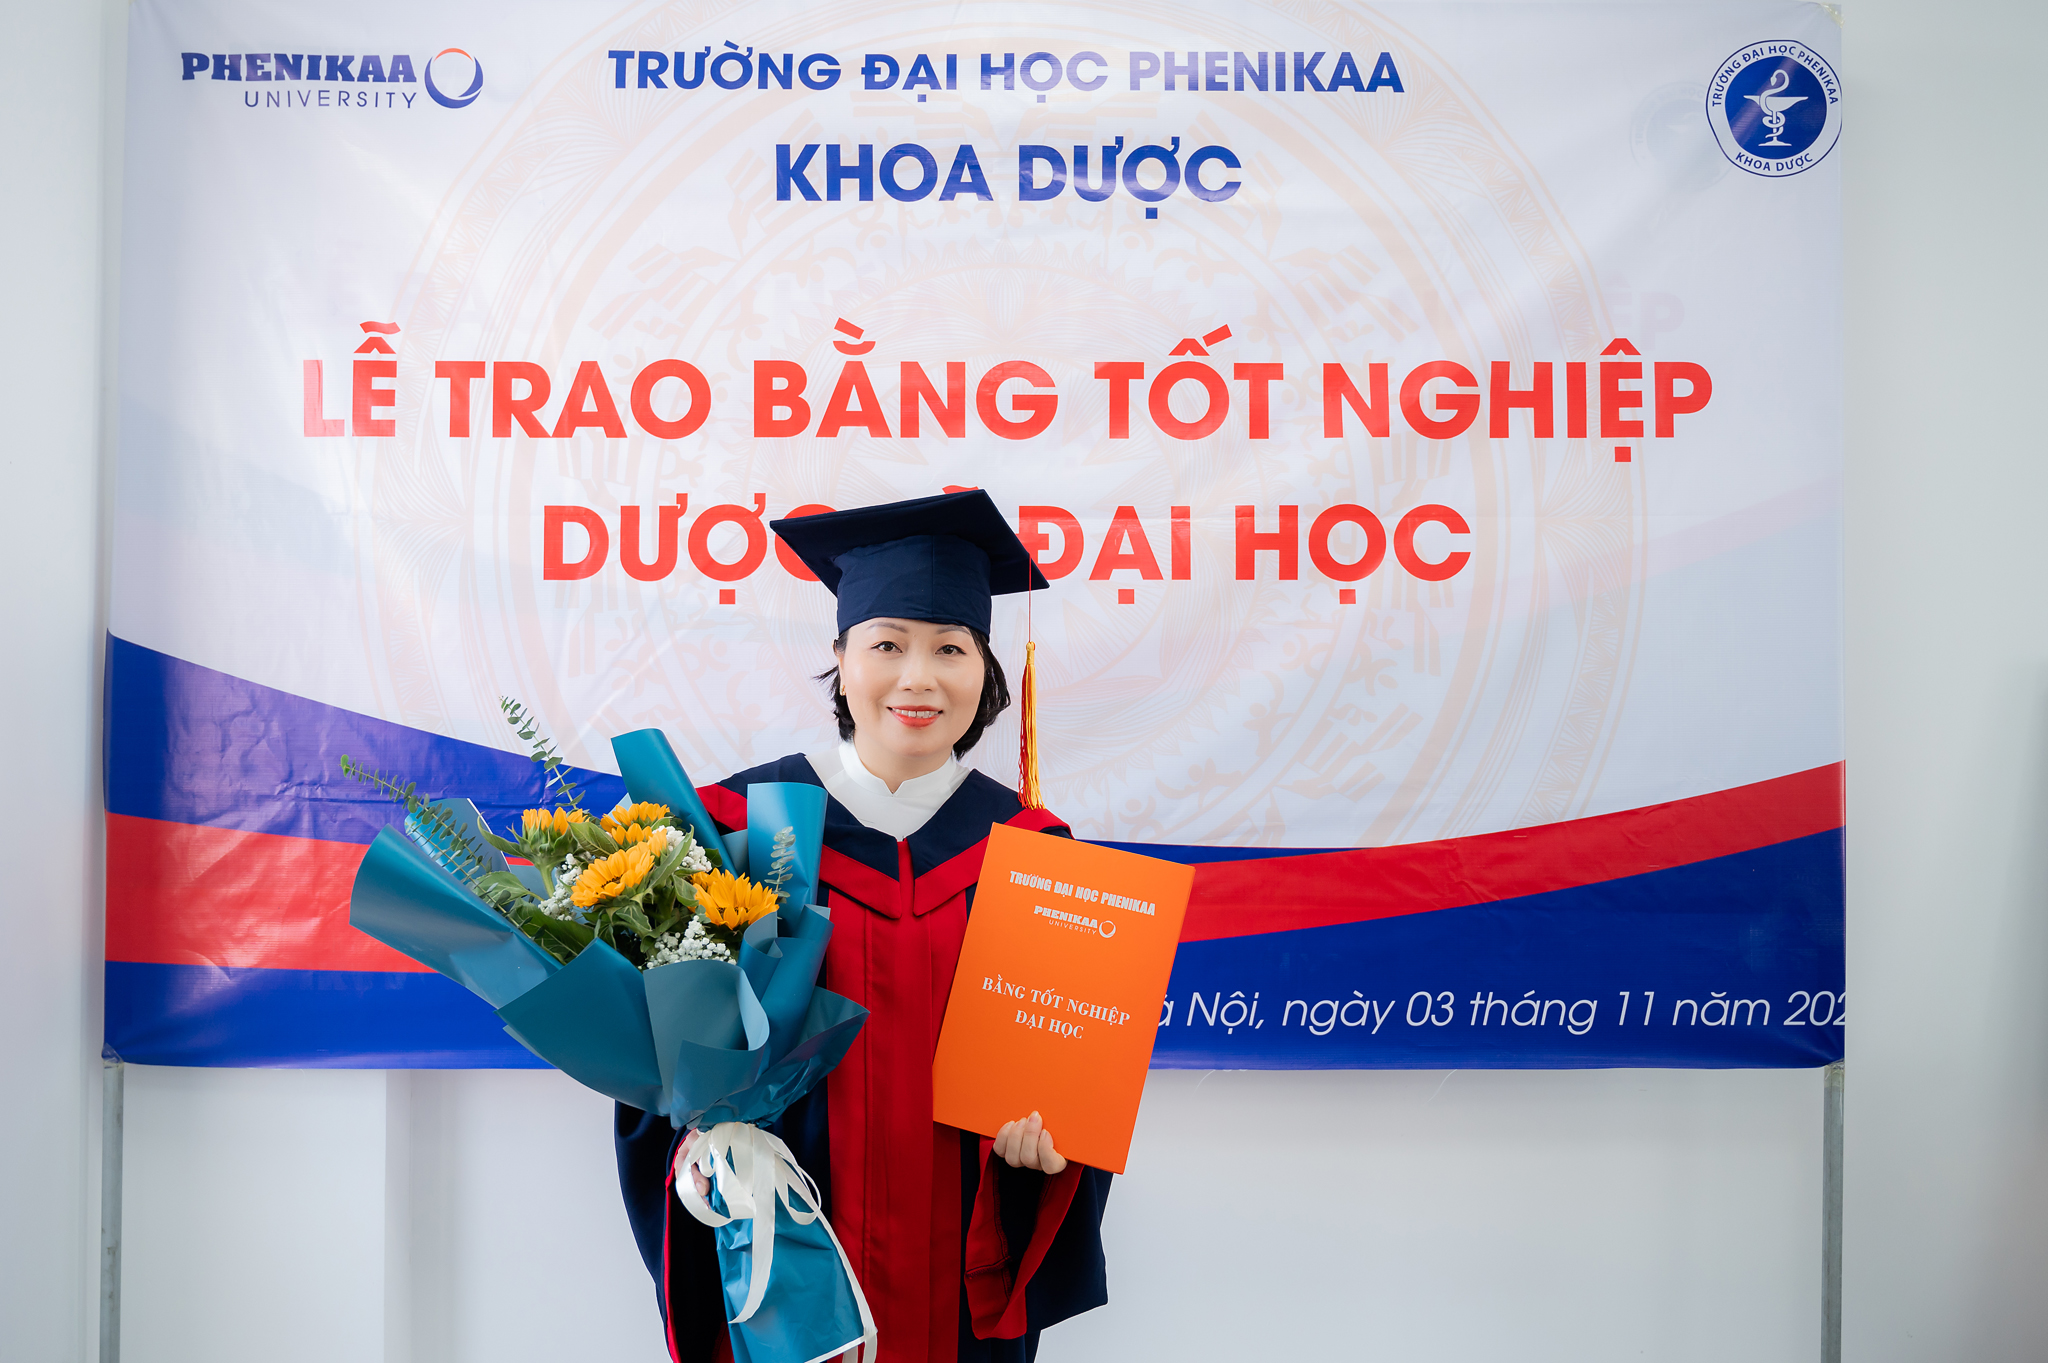 PHENIKAA
UNIVERSITY
TRƯỜNG ĐẠI HỌC PHENIKAA
KHOA DƯỢC
TRƯỜNG ĐẠI HỌC PHENIKAA
KHOA DƯỢC
LỄ TRAO BẰNG TỐT NGHIỆP
ĐẠI HỌC
TRƯỜNG ĐẠI HỌC PHENIKAA
PHENIKAA
UNIVERSITY
BẰNG TỐT NGHIỆP
ĐẠI HỌC
Nội, ngày 03 tháng 11 năm